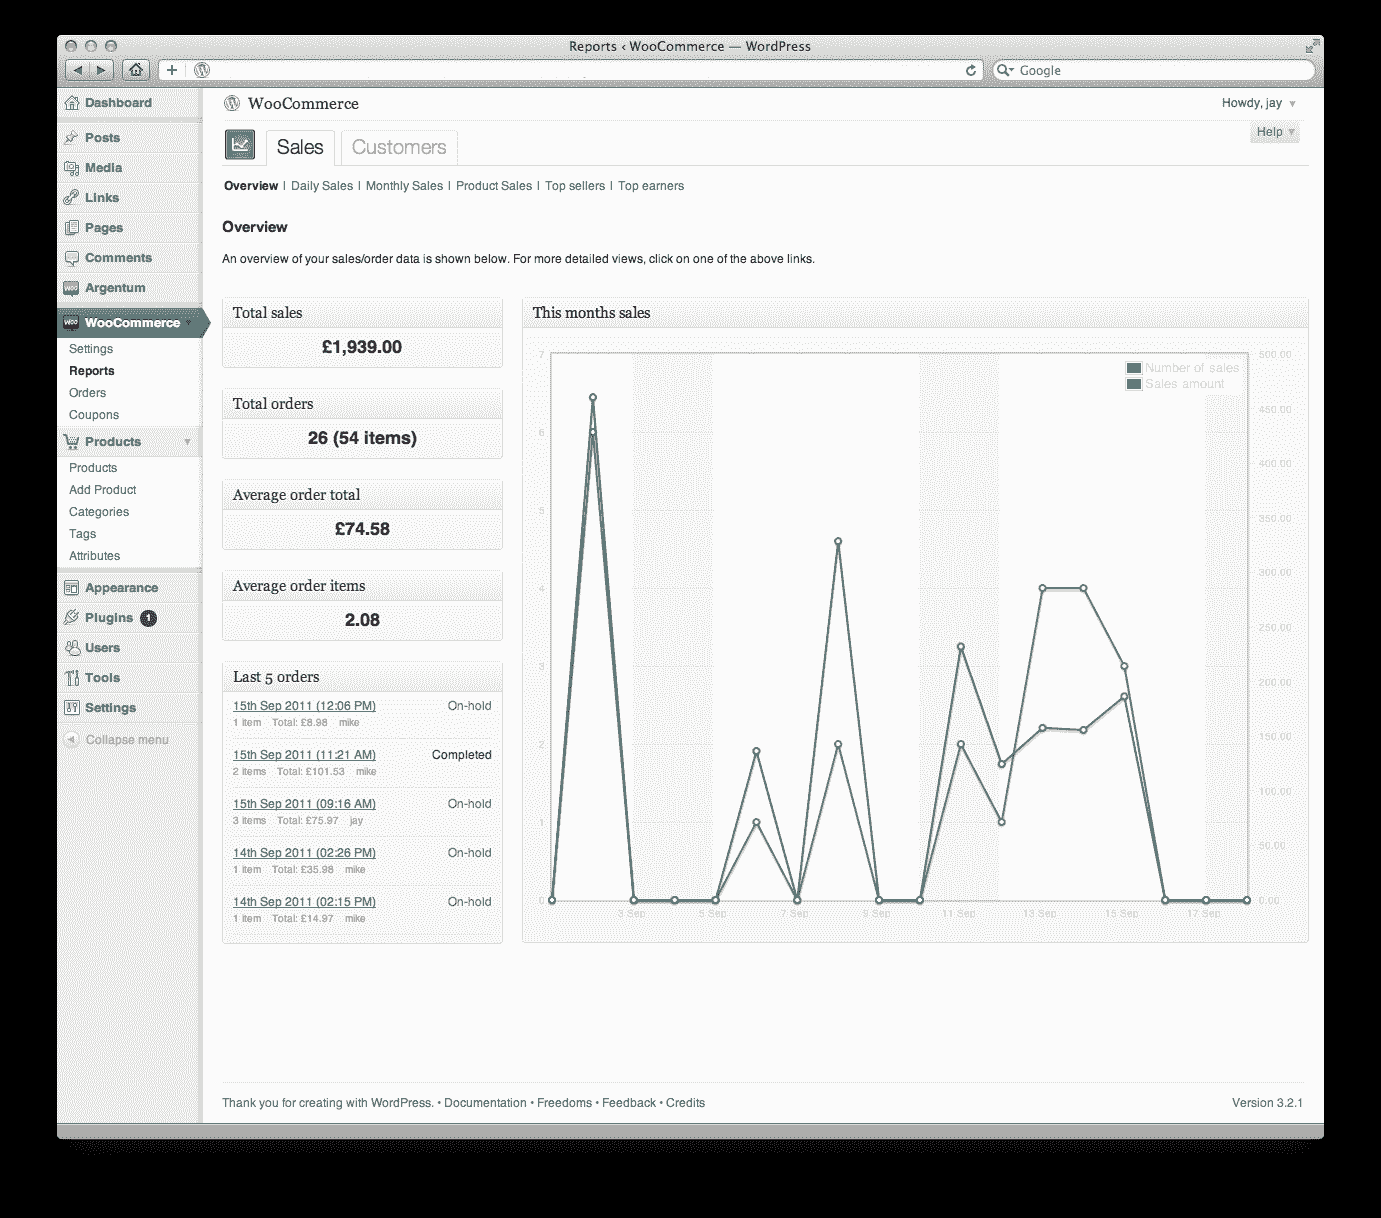 Reports ‹ WooCommerce — WordPress
Google
Dashboard
Posts
Media
Links
Pages
Comments
Argentum
WooCommerce
Settings
Reports
Orders
Coupons
Products
Products
Add Product
Categories
Tags
Attributes
Appearance
Plugins 1
Users
Tools
Settings
Collapse menu
WooCommerce
Howdy, jay
Help
Sales Customers
Overview | Daily Sales | Monthly Sales | Product Sales | Top sellers | Top earners
Overview
An overview of your sales/order data is shown below. For more detailed views, click on one of the above links.
Total sales
£1,939.00
Total orders
26 (54 items)
Average order total
£74.58
Average order items
2.08
Last 5 orders
15th Sep 2011 (12:06 PM) On-hold
1 item Total: £8.98 mike
15th Sep 2011 (11:21 AM) Completed
2 items Total: £101.53 mike
15th Sep 2011 (09:16 AM) On-hold
3 items Total: £75.97 jay
14th Sep 2011 (02:26 PM) On-hold
1 item Total: £35.98 mike
14th Sep 2011 (02:15 PM) On-hold
1 item Total: £14.97 mike
This months sales
Number of sales
Sales amount
7
6
5
4
3
2
1
0
500.00
450.00
400.00
350.00
300.00
250.00
200.00
150.00
100.00
50.00
0.00
3 Sep 5 Sep 7 Sep 9 Sep 11 Sep 13 Sep 15 Sep 17 Sep
Thank you for creating with WordPress. • Documentation • Freedoms • Feedback • Credits
Version 3.2.1